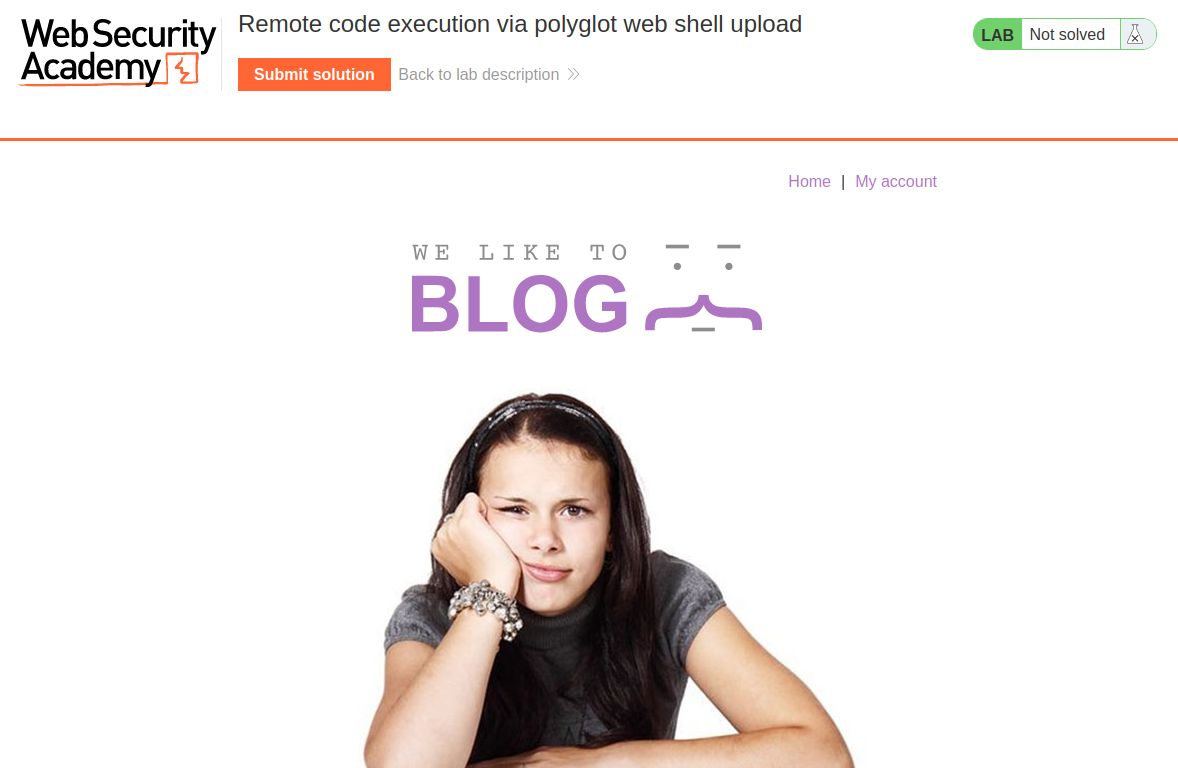 Web Security
Academy
Remote code execution via polyglot web shell upload
Submit solution
Back to lab description
LAB
Not solved
Home | My account
WE LIKE TO
BLOG